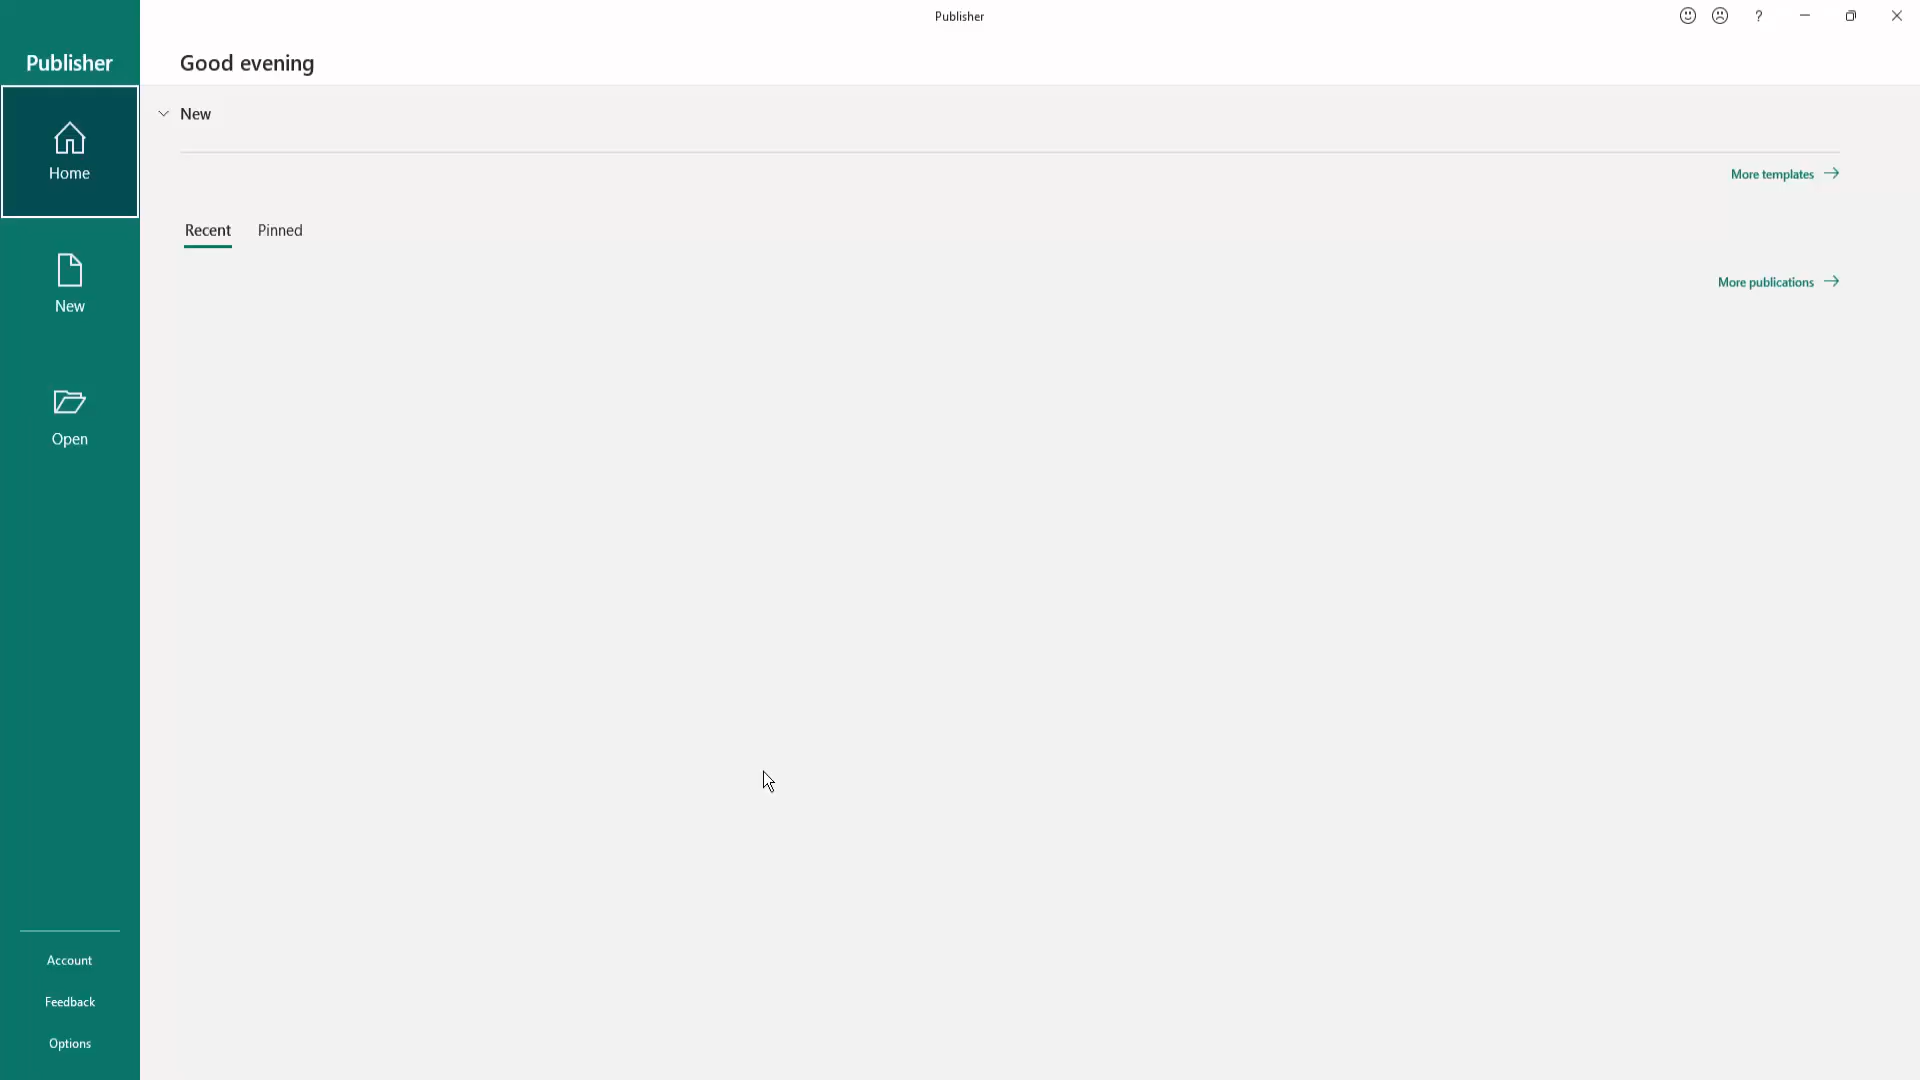 Publisher
?
Publisher
Good evening
Home
New
Open
New
More templates
Recent Pinned
More publications
Account
Feedback
Options